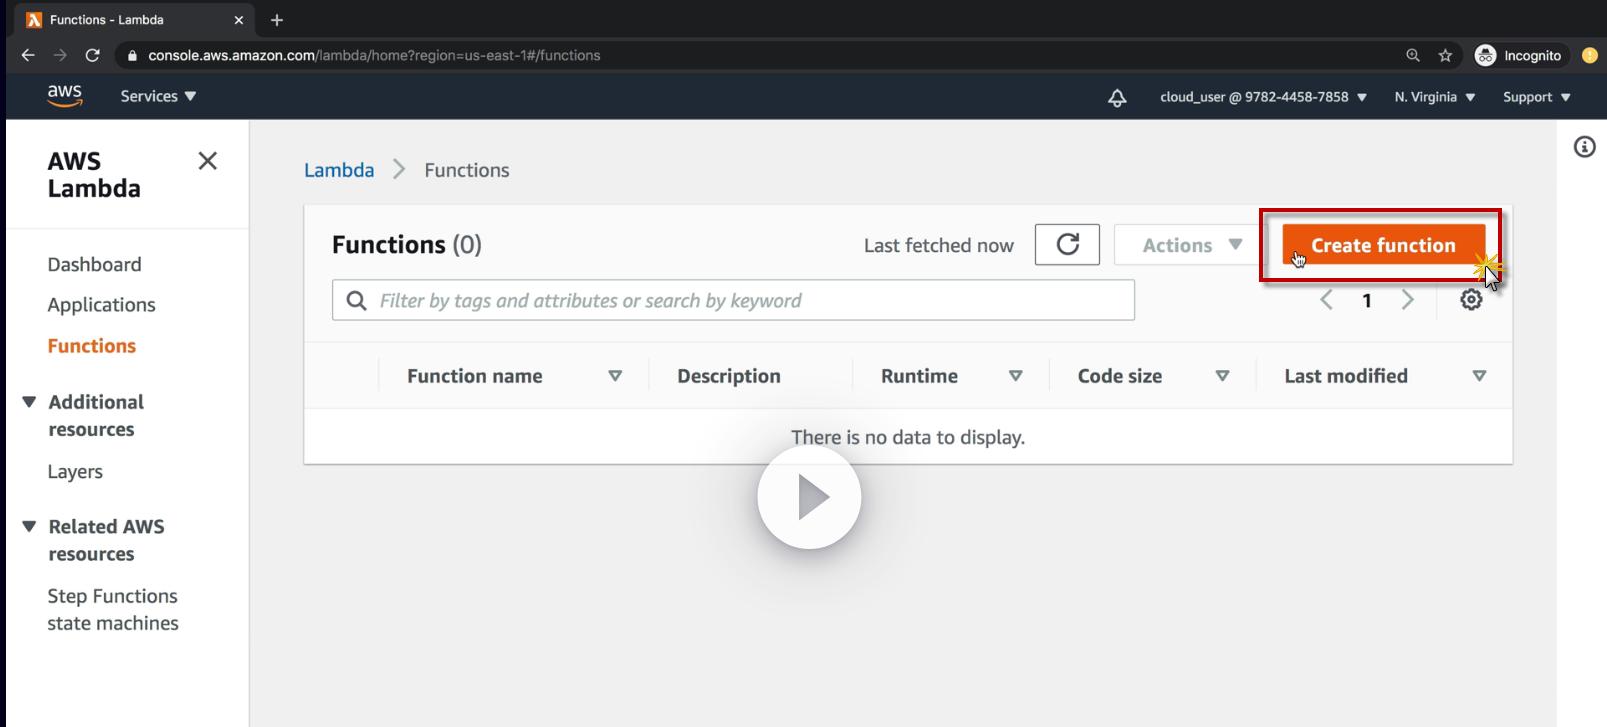 Functions - Lambda
console.aws.amazon.com/lambda/home?region=us-east-1#/functions
Incognito
aws
Services
cloud_user @ 9782-4458-7858
N. Virginia
Support
AWS
Lambda
Dashboard
Applications
Functions
Additional
resources
Layers
Related AWS
resources
Step Functions
state machines
Lambda > Functions
Functions (0)
Last fetched now
Actions
Create function
Filter by tags and attributes or search by keyword
1
Function name
Description
Runtime
Code size
Last modified
There is no data to display.